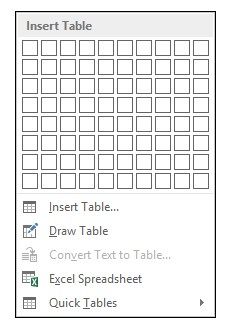 Insert Table
Insert Table...
Draw Table
Convert Text to Table...
Excel Spreadsheet
Quick Tables